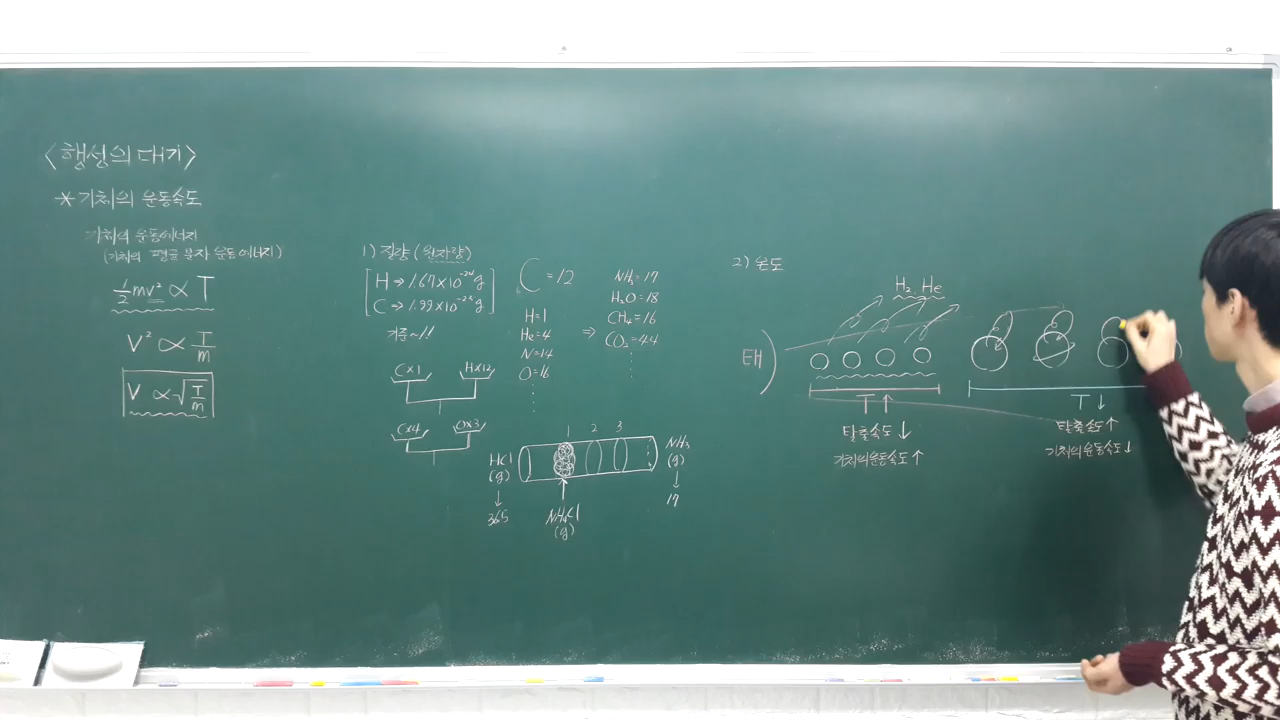 <행성의 대기>
* 기체의 운동속도
기체의 운동에너지
(기체의 평균 분자 운동에너지)
½mv² ∝ T
V² ∝ T/m
V ∝ √(T/m)
1) 질량 (원자량)
H → 1.67×10⁻²⁴g
C → 1.99×10⁻²³g
기준~!!
C×1 H×12
C×4 O×3
C = 12
H=1
He=4
N=14
O=16
⇒
NH₃=17
H₂O=18
CH₄=16
CO₂=44
1 2 3
HCl
(g)
↓
36.5
NH₄Cl
(g)
NH₃
(g)
↓
17
2) 온도
H₂ He
태)
T↑
탈출속도↓
기체의운동속도↑
T↓
탈출속도↑
기체의운동속도↓